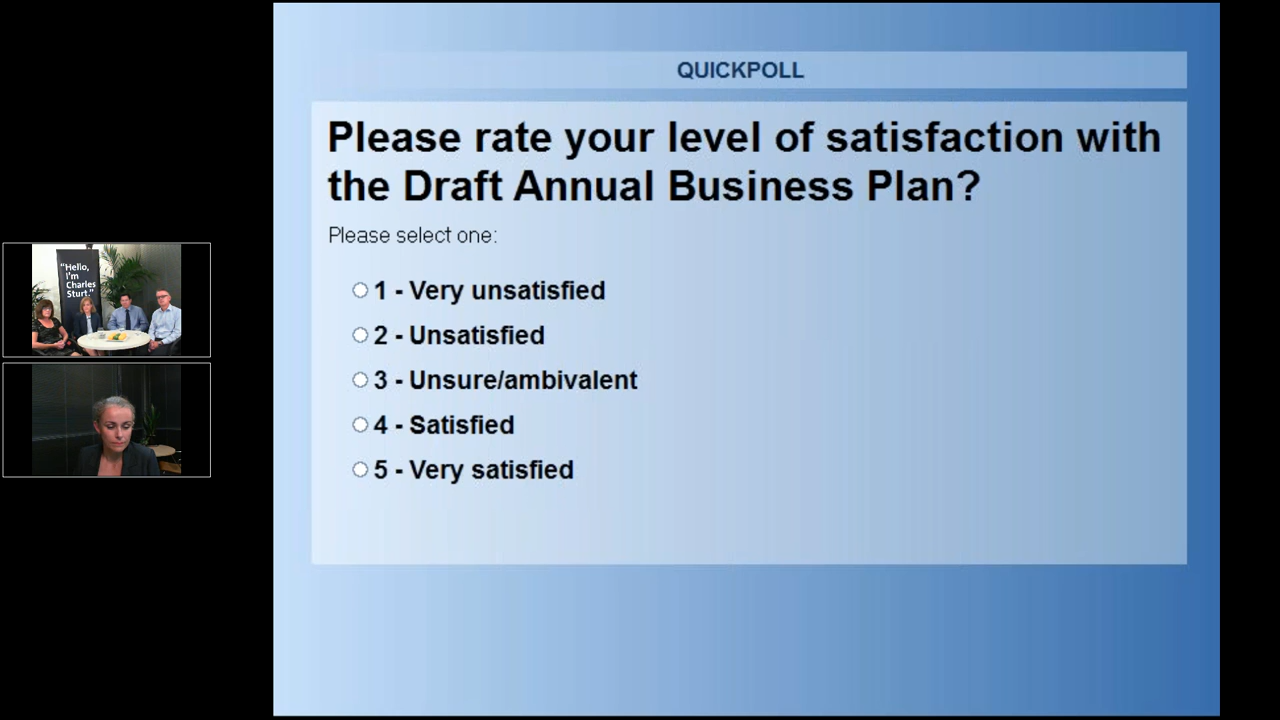 QUICKPOLL
Please rate your level of satisfaction with
the Draft Annual Business Plan?
Please select one:
1 - Very unsatisfied
2 - Unsatisfied
3 - Unsure/ambivalent
4 - Satisfied
5 - Very satisfied
"Hello,
I'm
Charles
Sturt."